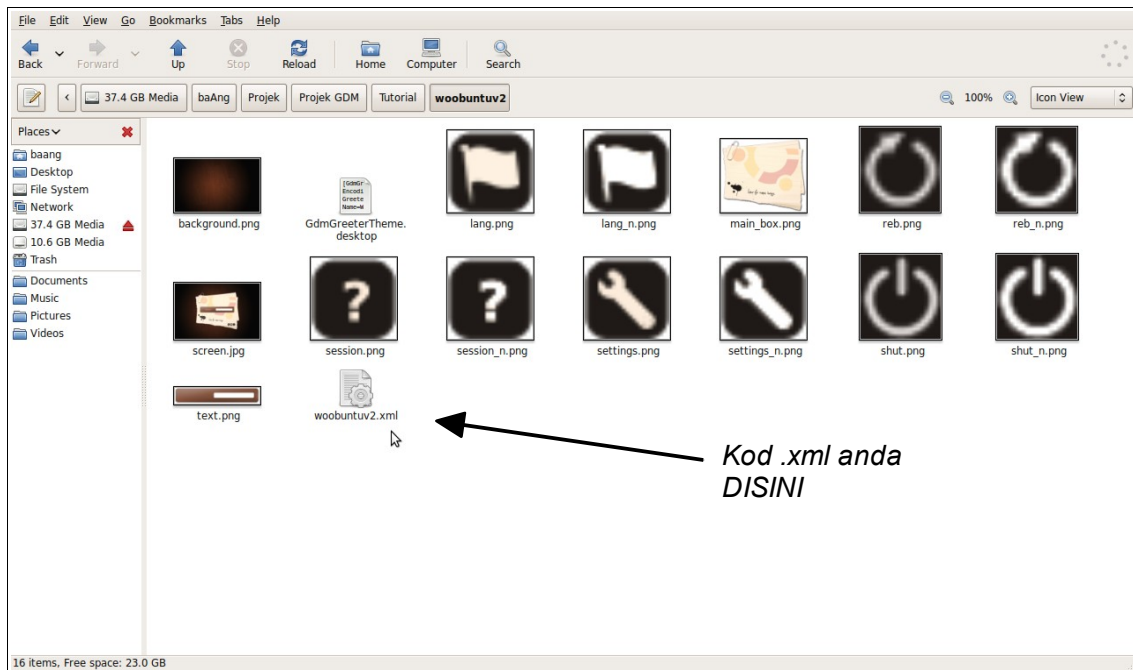 File Edit View Go Bookmarks Tabs Help
Back Forward Up Stop Reload Home Computer Search
37.4 GB Media baAng Projek Projek GDM Tutorial woobuntuv2 100% Icon View
Places
baang
Desktop
File System
Network
37.4 GB Media
10.6 GB Media
Trash
Documents
Music
Pictures
Videos
[GdmGr
Encodi
Greete
Name=W
background.png GdmGreeterTheme. lang.png lang_n.png main_box.png reb.png reb_n.png
desktop
screen.jpg session.png session_n.png settings.png settings_n.png shut.png shut_n.png
text.png woobuntuv2.xml
Kod .xml anda
DISINI
16 items, Free space: 23.0 GB